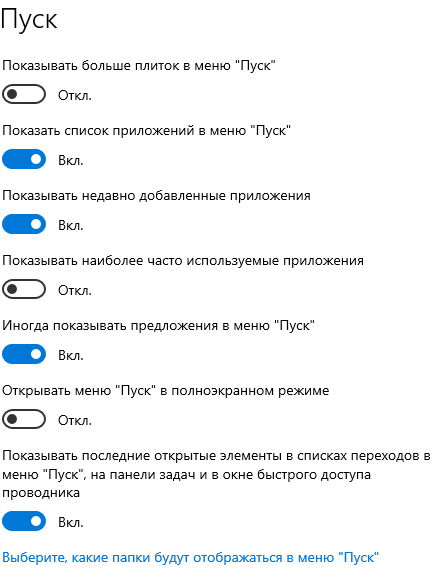 Пуск
Показывать больше плиток в меню "Пуск"
Откл.
Показать список приложений в меню "Пуск"
Вкл.
Показывать недавно добавленные приложения
Вкл.
Показывать наиболее часто используемые приложения
Откл.
Иногда показывать предложения в меню "Пуск"
Вкл.
Открывать меню "Пуск" в полноэкранном режиме
Откл.
Показывать последние открытые элементы в списках переходов в
меню "Пуск", на панели задач и в окне быстрого доступа
проводника
Вкл.
Выберите, какие папки будут отображаться в меню "Пуск"